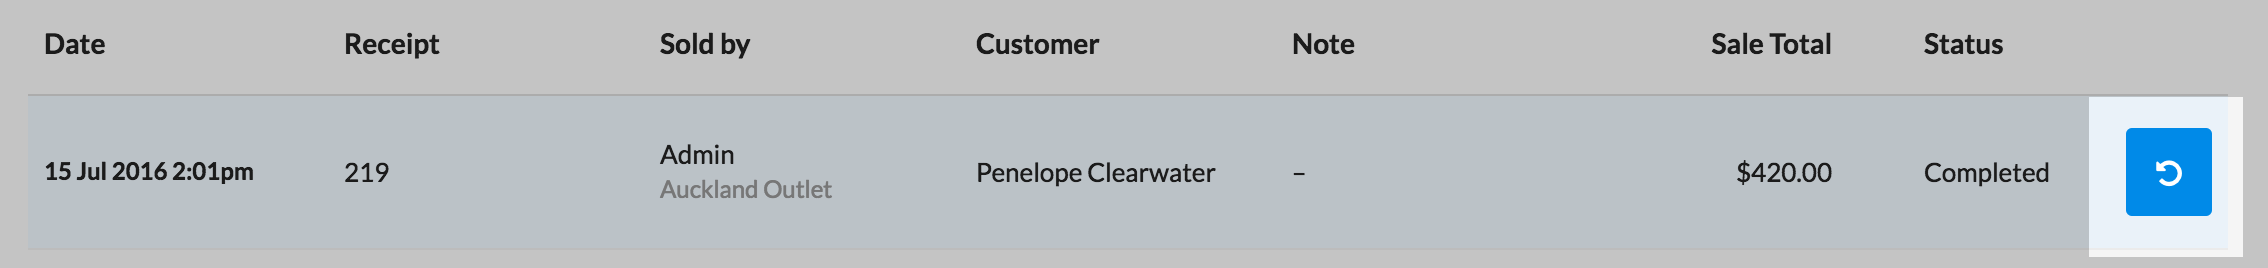 Date Receipt Sold by Customer Note Sale Total Status
15 Jul 2016 2:01pm 219 Admin Penelope Clearwater – $420.00 Completed
Auckland Outlet